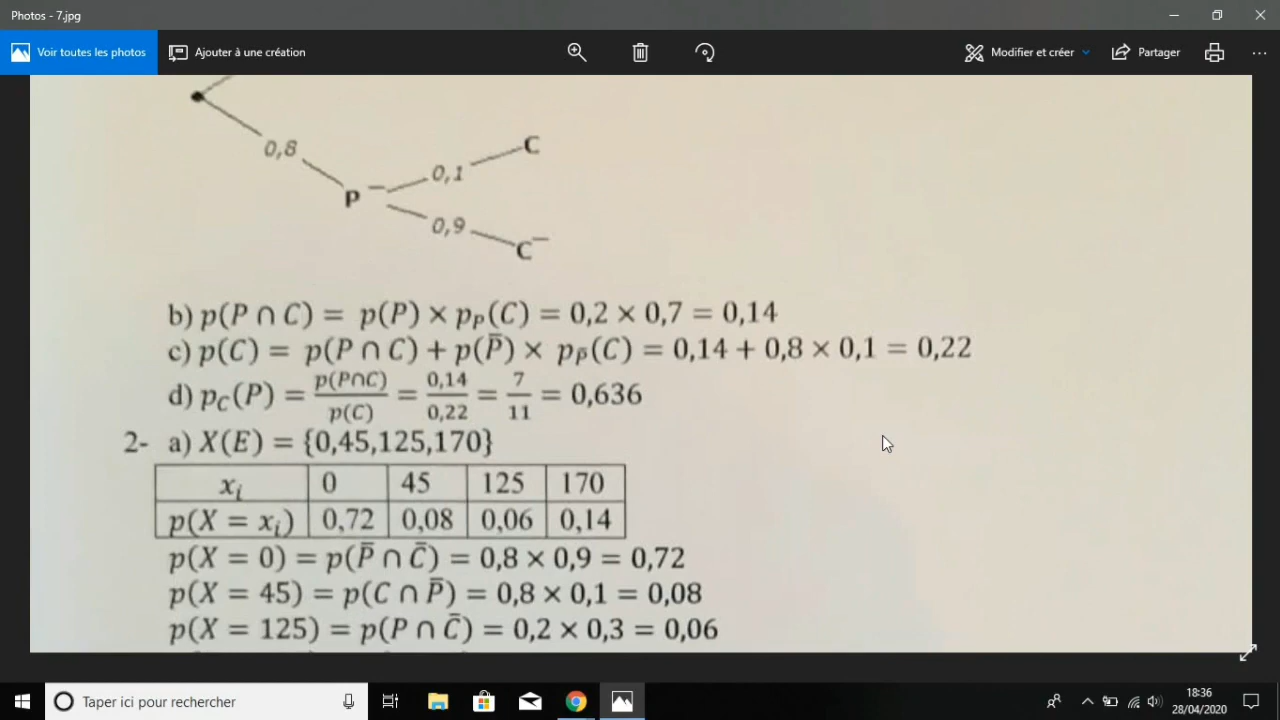 Photos - 7.jpg
Voir toutes les photos
Ajouter à une création
Modifier et créer
Partager
0,8
P̄
0,1
C
0,9
C̄
b) p(P ∩ C) = p(P) × p_P(C) = 0,2 × 0,7 = 0,14
c) p(C) = p(P ∩ C) + p(P̄) × p_P̄(C) = 0,14 + 0,8 × 0,1 = 0,22
d) p_C(P) = p(P∩C)/p(C) = 0,14/0,22 = 7/11 = 0,636
2- a) X(E) = {0,45,125,170}
x_i 0 45 125 170
p(X = x_i) 0,72 0,08 0,06 0,14
p(X = 0) = p(P̄ ∩ C̄) = 0,8 × 0,9 = 0,72
p(X = 45) = p(C ∩ P̄) = 0,8 × 0,1 = 0,08
p(X = 125) = p(P ∩ C̄) = 0,2 × 0,3 = 0,06
Taper ici pour rechercher
18:36
28/04/2020